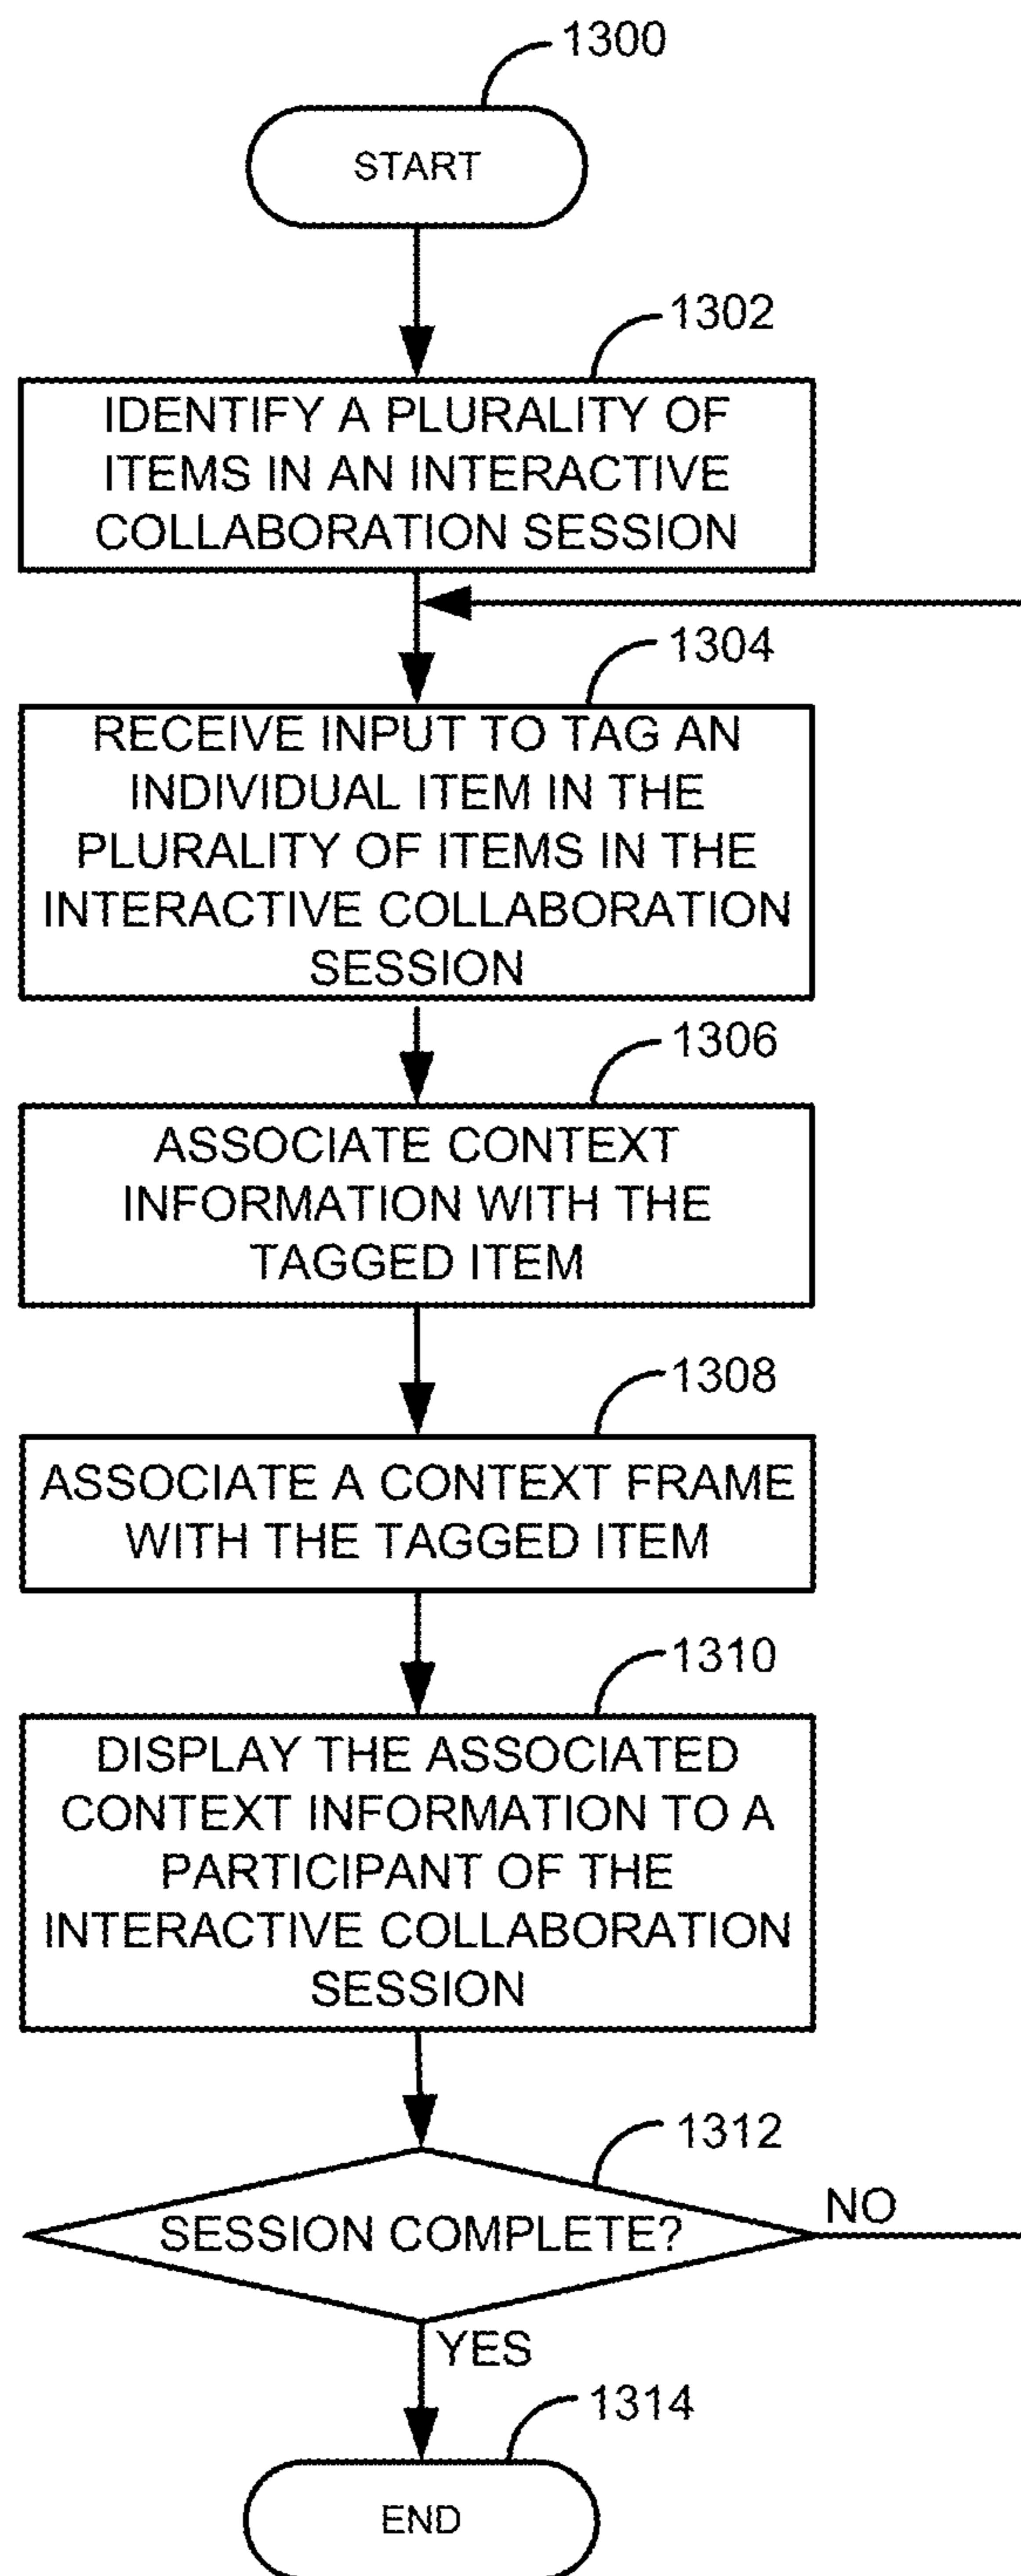 1300
START
1302
IDENTIFY A PLURALITY OF
ITEMS IN AN INTERACTIVE
COLLABORATION SESSION
1304
RECEIVE INPUT TO TAG AN
INDIVIDUAL ITEM IN THE
PLURALITY OF ITEMS IN THE
INTERACTIVE COLLABORATION
SESSION
1306
ASSOCIATE CONTEXT
INFORMATION WITH THE
TAGGED ITEM
1308
ASSOCIATE A CONTEXT FRAME
WITH THE TAGGED ITEM
1310
DISPLAY THE ASSOCIATED
CONTEXT INFORMATION TO A
PARTICIPANT OF THE
INTERACTIVE COLLABORATION
SESSION
1312
SESSION COMPLETE?
NO
YES
1314
END